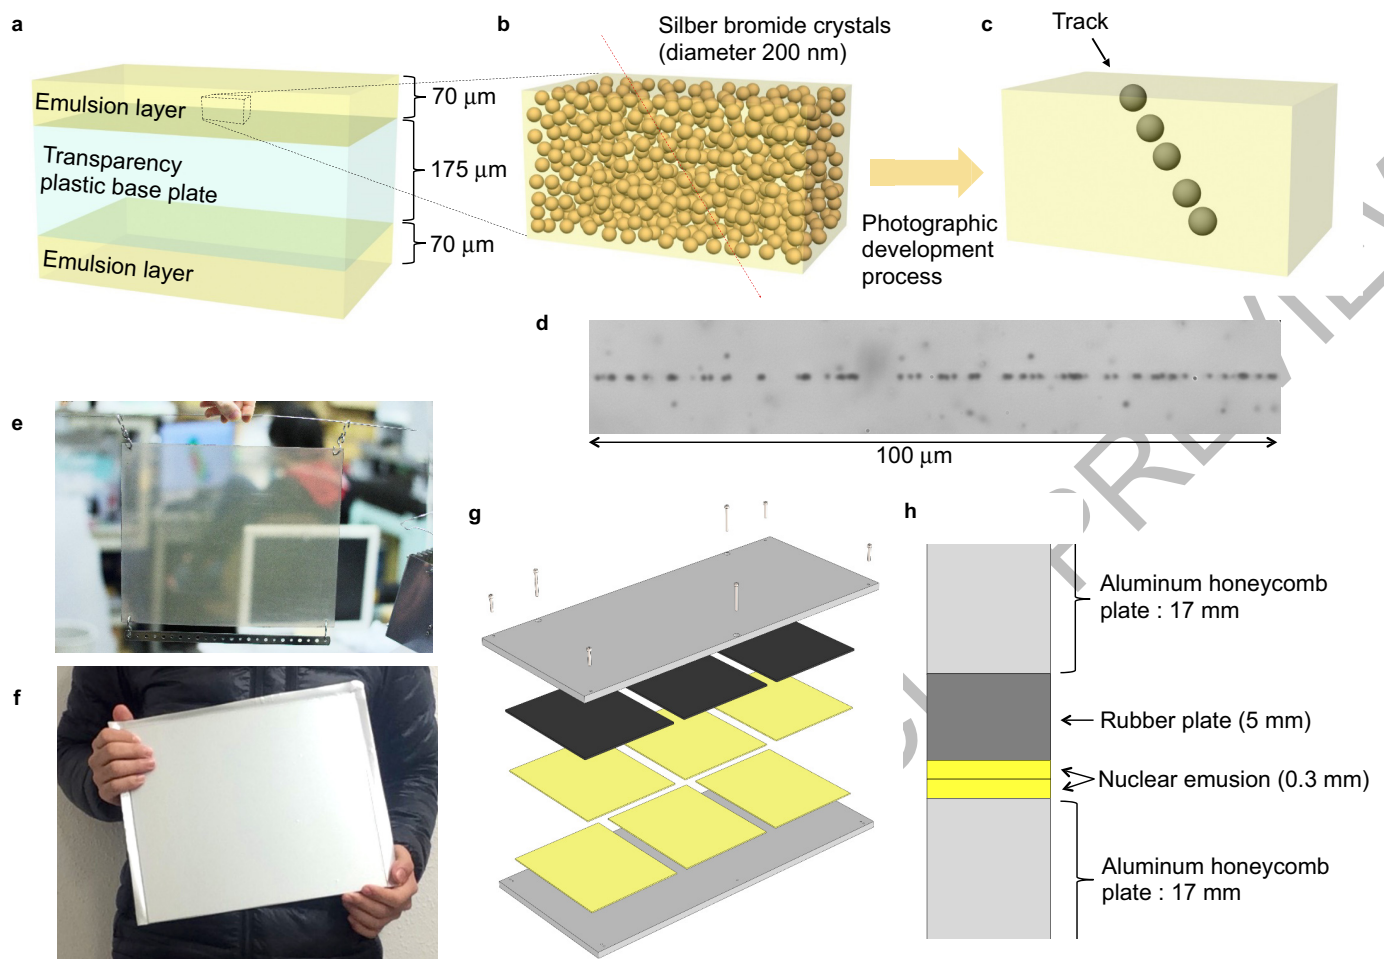 a
Emulsion layer
Transparency
plastic base plate
Emulsion layer
70 μm
175 μm
70 μm
b
Silber bromide crystals
(diameter 200 nm)
Photographic
development
process
c
Track
d
100 μm
e
f
g
h
Aluminum honeycomb
plate : 17 mm
Rubber plate (5 mm)
Nuclear emusion (0.3 mm)
Aluminum honeycomb
plate : 17 mm